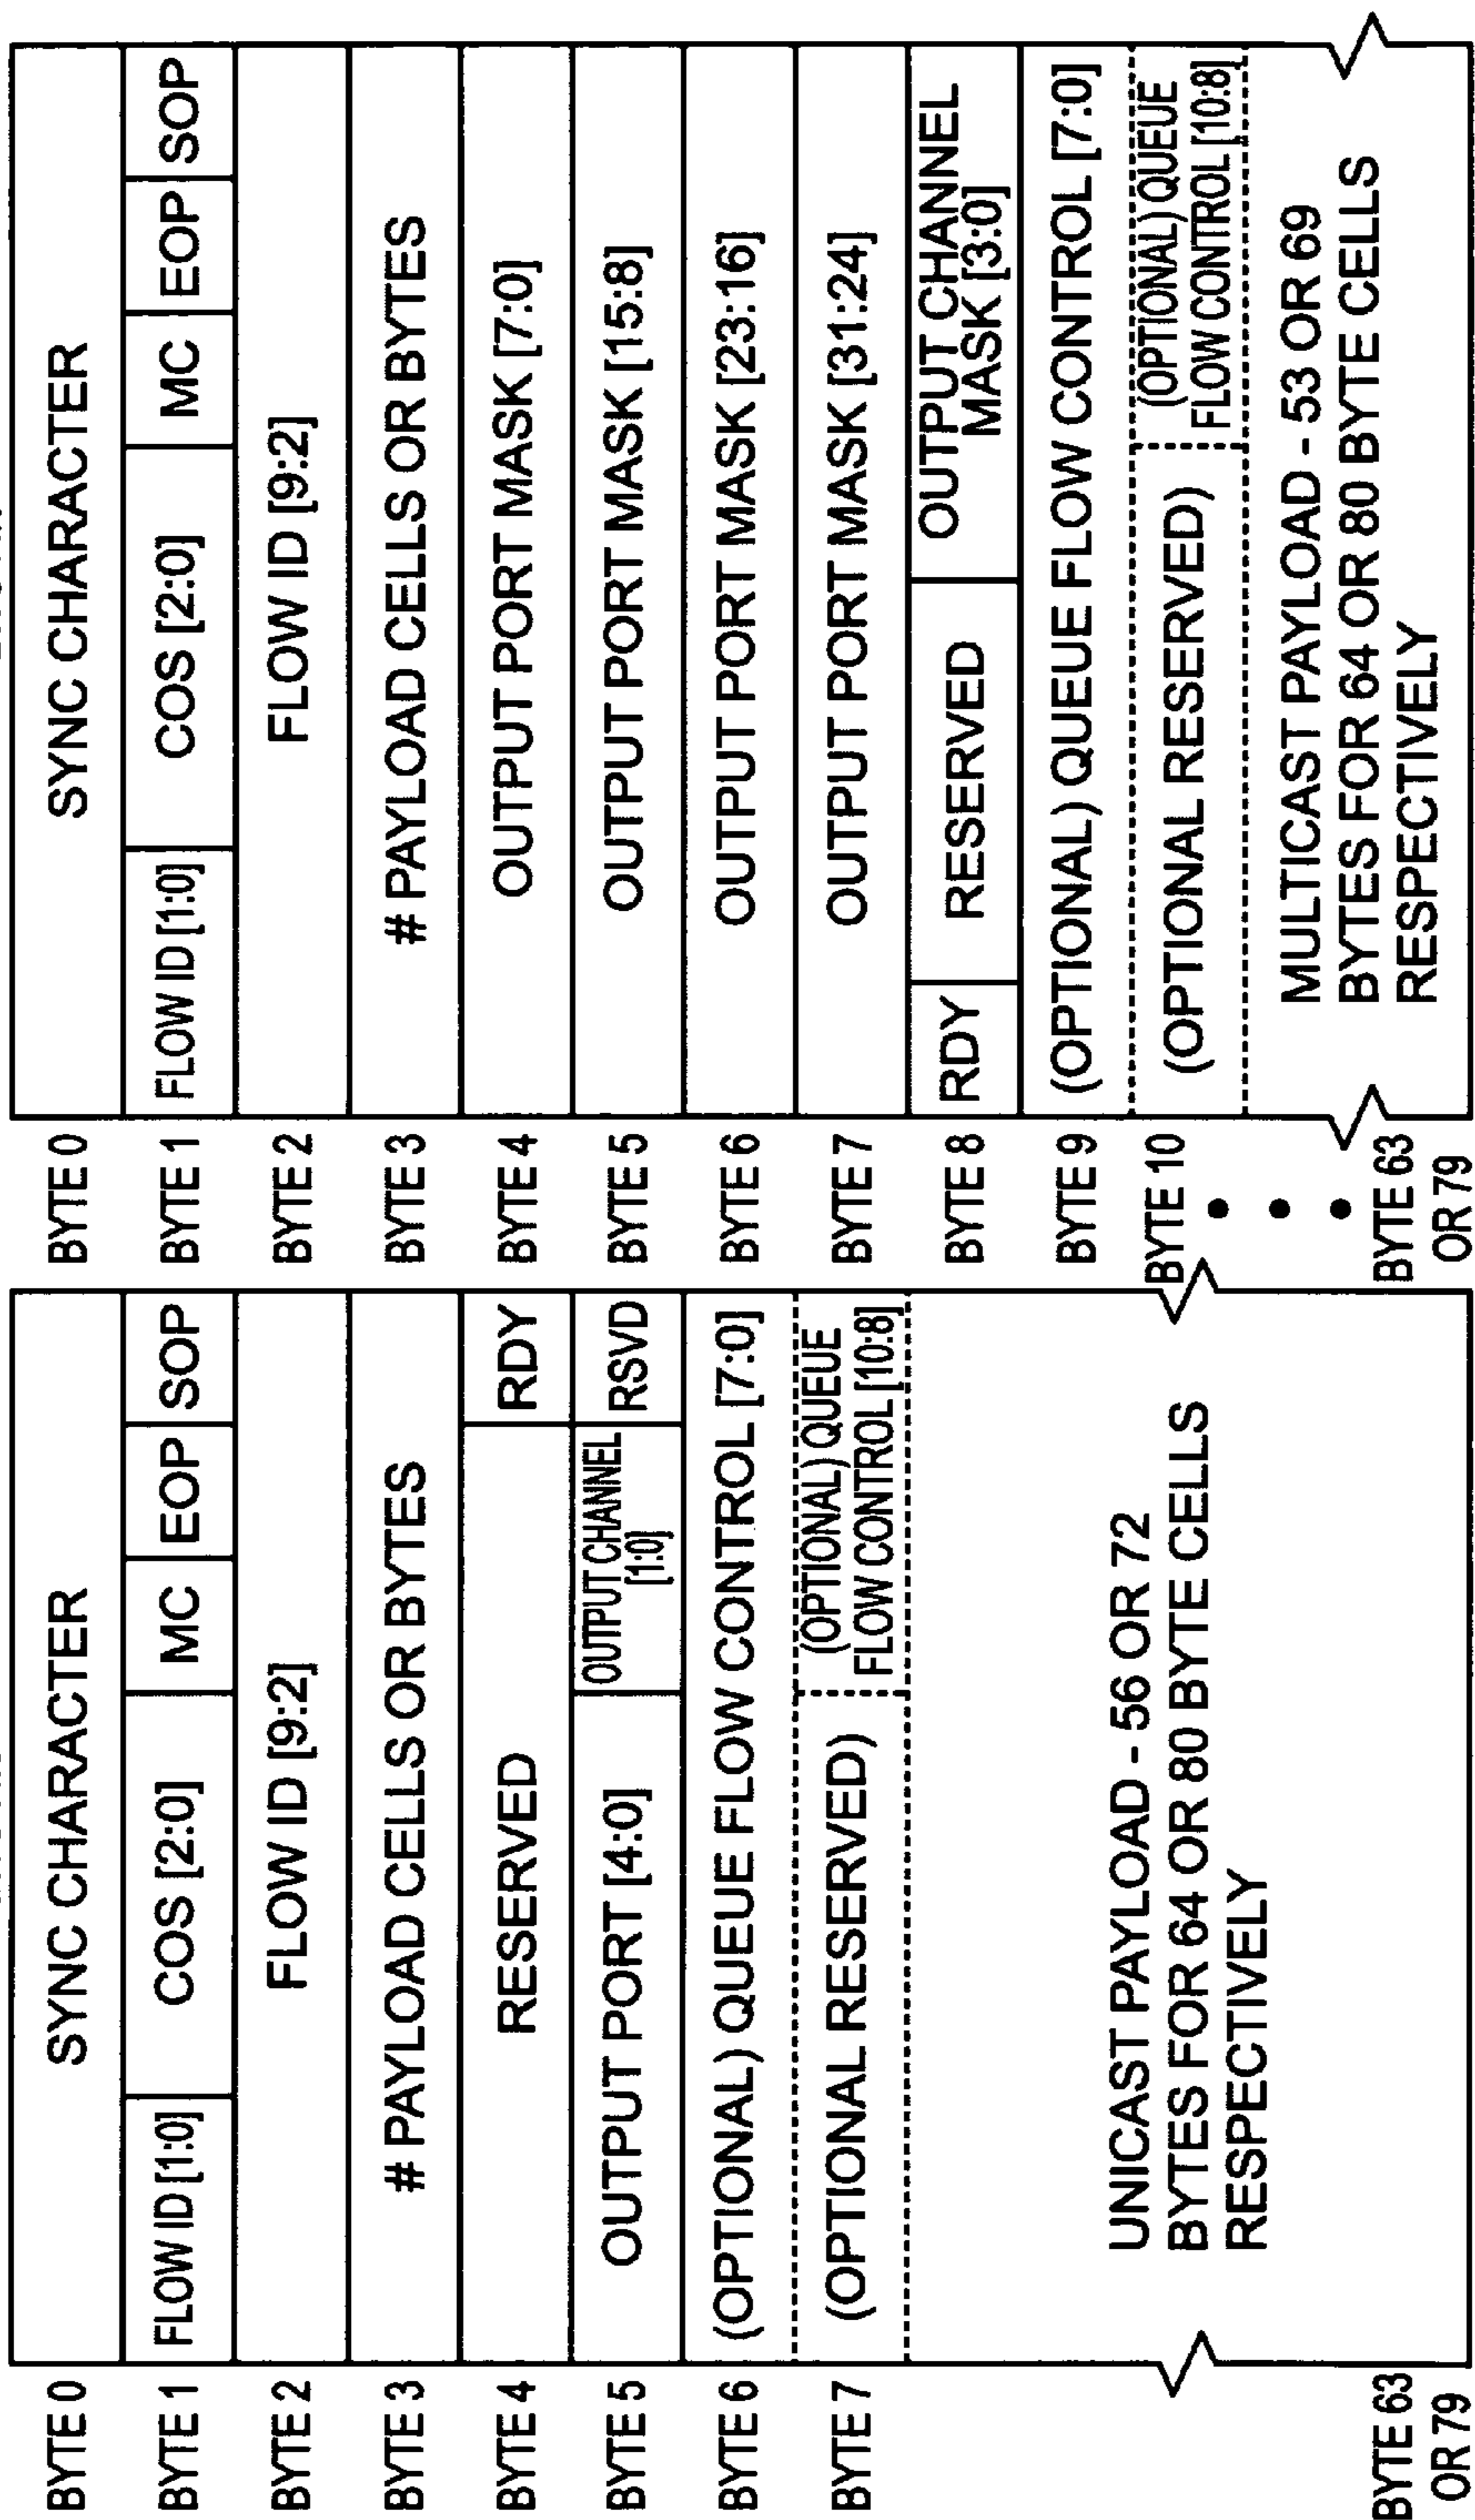 BYTE 0
SYNC CHARACTER
BYTE 1
FLOW ID [1:0]
COS [2:0]
MC
EOP
SOP
BYTE 2
FLOW ID [9:2]
BYTE 3
# PAYLOAD CELLS OR BYTES
BYTE 4
RESERVED
RDY
BYTE 5
OUTPUT PORT [4:0]
OUTPUT CHANNEL
[1:0]
RSVD
BYTE 6
(OPTIONAL) QUEUE FLOW CONTROL [7:0]
BYTE 7
(OPTIONAL RESERVED)
(OPTIONAL) QUEUE
FLOW CONTROL [10:8]
UNICAST PAYLOAD - 56 OR 72
BYTES FOR 64 OR 80 BYTE CELLS
RESPECTIVELY
BYTE 63
OR 79
BYTE 0
SYNC CHARACTER
BYTE 1
FLOW ID [1:0]
COS [2:0]
MC
EOP
SOP
BYTE 2
FLOW ID [9:2]
BYTE 3
# PAYLOAD CELLS OR BYTES
BYTE 4
OUTPUT PORT MASK [7:0]
BYTE 5
OUTPUT PORT MASK [15:8]
BYTE 6
OUTPUT PORT MASK [23:16]
BYTE 7
OUTPUT PORT MASK [31:24]
BYTE 8
RDY
RESERVED
OUTPUT CHANNEL
MASK [3:0]
BYTE 9
(OPTIONAL) QUEUE FLOW CONTROL [7:0]
BYTE 10
(OPTIONAL RESERVED)
(OPTIONAL) QUEUE
FLOW CONTROL [10:8]
MULTICAST PAYLOAD - 53 OR 69
BYTES FOR 64 OR 80 BYTE CELLS
RESPECTIVELY
BYTE 63
OR 79